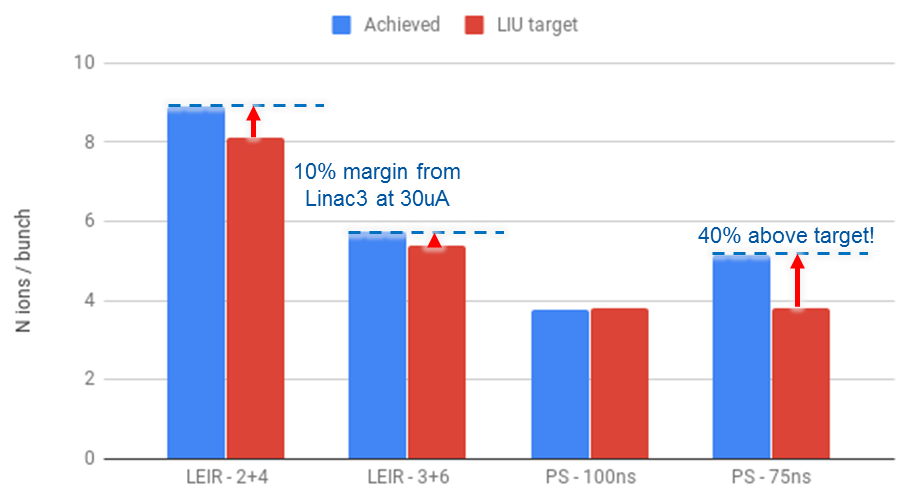 Achieved
LIU target
N ions / bunch
10
8
6
4
2
0
10% margin from
Linac3 at 30uA
40% above target!
LEIR - 2+4
LEIR - 3+6
PS - 100ns
PS - 75ns